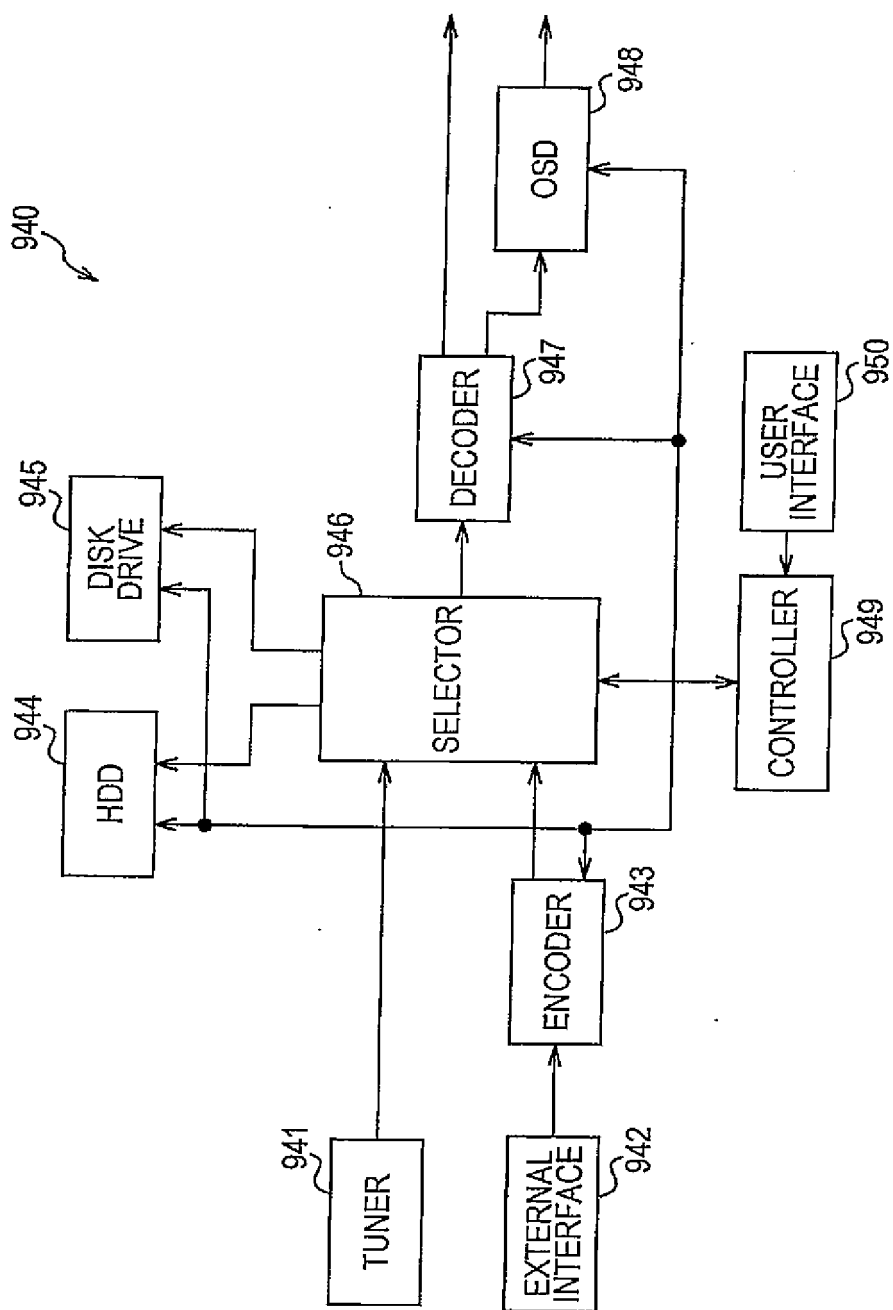 940
944
HDD
945
DISK
DRIVE
941
TUNER
946
SELECTOR
DECODER
947
OSD
948
EXTERNAL
INTERFACE
942
ENCODER
943
CONTROLLER
949
USER
INTERFACE
950